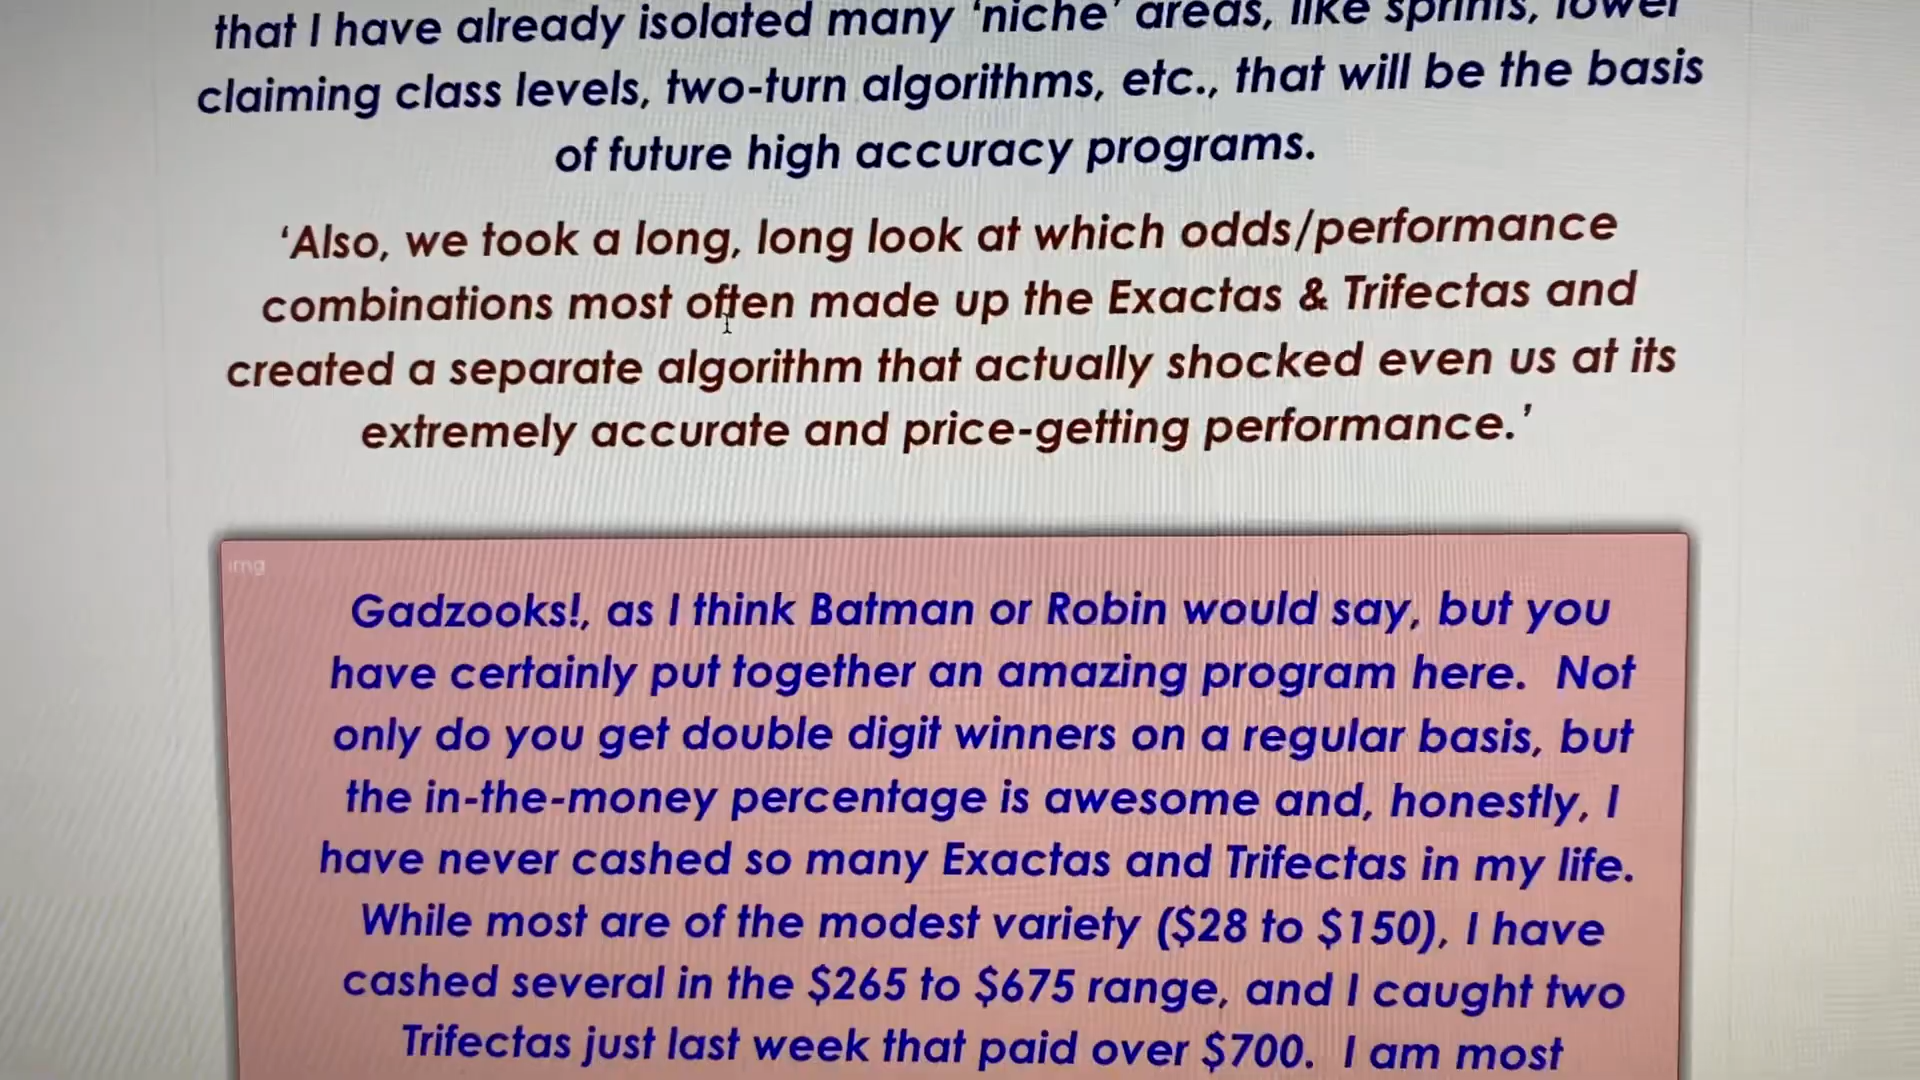 that I have already isolated many 'niche' areas, like sprints, lower
claiming class levels, two-turn algorithms, etc., that will be the basis
of future high accuracy programs.
'Also, we took a long, long look at which odds/performance
combinations most often made up the Exactas & Trifectas and
created a separate algorithm that actually shocked even us at its
extremely accurate and price-getting performance.'
img
Gadzooks!, as I think Batman or Robin would say, but you
have certainly put together an amazing program here.  Not
only do you get double digit winners on a regular basis, but
the in-the-money percentage is awesome and, honestly, I
have never cashed so many Exactas and Trifectas in my life.
While most are of the modest variety ($28 to $150), I have
cashed several in the $265 to $675 range, and I caught two
Trifectas just last week that paid over $700.  I am most